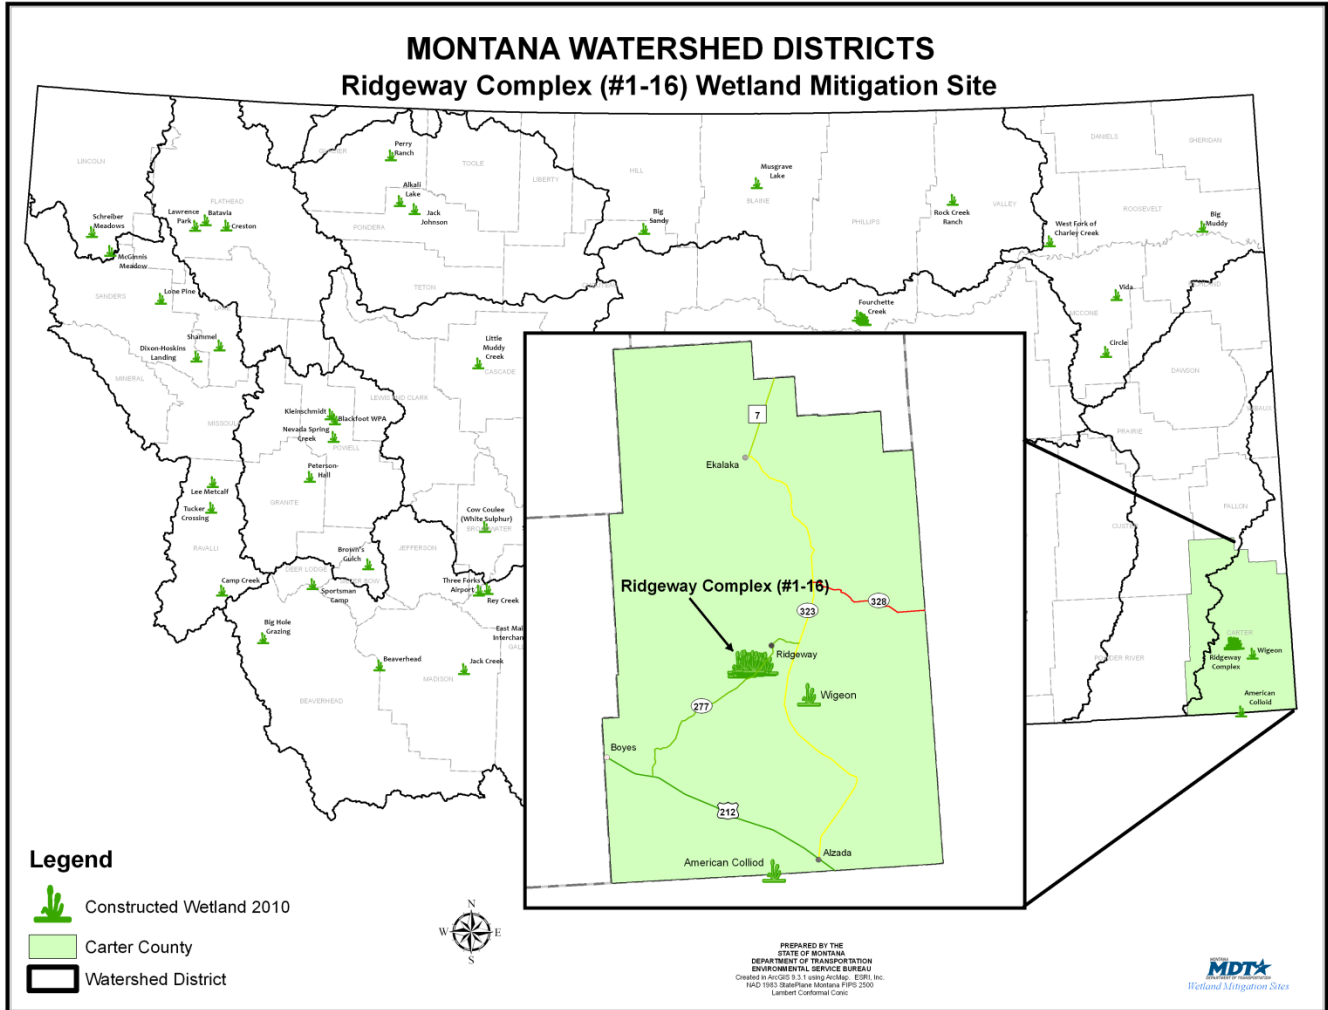 MONTANA WATERSHED DISTRICTS
Ridgeway Complex (#1-16) Wetland Mitigation Site
LINCOLN
FLATHEAD
Schreiber
Meadows
McGinnis
Meadow
Lawrence
Park
Batavia
Creston
Perry
Ranch
TOOLE
LIBERTY
Alkali
Lake
Jack
Johnson
PONDERA
TETON
HILL
Big
Sandy
Musgrave
Lake
BLAINE
PHILLIPS
Rock Creek
Ranch
VALLEY
DANIELS
SHERIDAN
ROOSEVELT
West Fork of
Charley Creek
Big
Muddy
SANDERS
Lone Pine
Shammel
Dixon-Hoskins
Landing
MINERAL
MISSOULA
Little
Muddy
Creek
CASCADE
LEWIS AND CLARK
Fourchette
Creek
Vida
MCCONE
Circle
DAWSON
PRAIRIE
Kleinschmidt
Blackfoot WPA
Nevada Spring
Creek
POWELL
Peterson-
Hall
GRANITE
Lee Metcalf
Tucker
Crossing
RAVALLI
Camp Creek
Cow Coulee
(White Sulphur)
JEFFERSON
Brown's
Gulch
DEER LODGE
Sportsman
Camp
Three Forks
Airport
Rey Creek
Big Hole
Grazing
Beaverhead
Jack Creek
MADISON
BEAVERHEAD
FALLON
CARTER
Ridgeway
Complex
Wigeon
American
Colloid
7
Ekalaka
Ridgeway Complex (#1-16)
328
323
Ridgeway
Wigeon
277
Boyes
212
Alzada
American Colliod
Legend
Constructed Wetland 2010
Carter County
Watershed District
N
W E
S
PREPARED BY THE
STATE OF MONTANA
DEPARTMENT OF TRANSPORTATION
ENVIRONMENTAL SERVICE BUREAU
Created in ArcGIS 9.3.1 using ArcMap. ESRI, Inc.
NAD 1983 StatePlane Montana FIPS 2500
Lambert Conformal Conic
MDT
Wetland Mitigation Sites